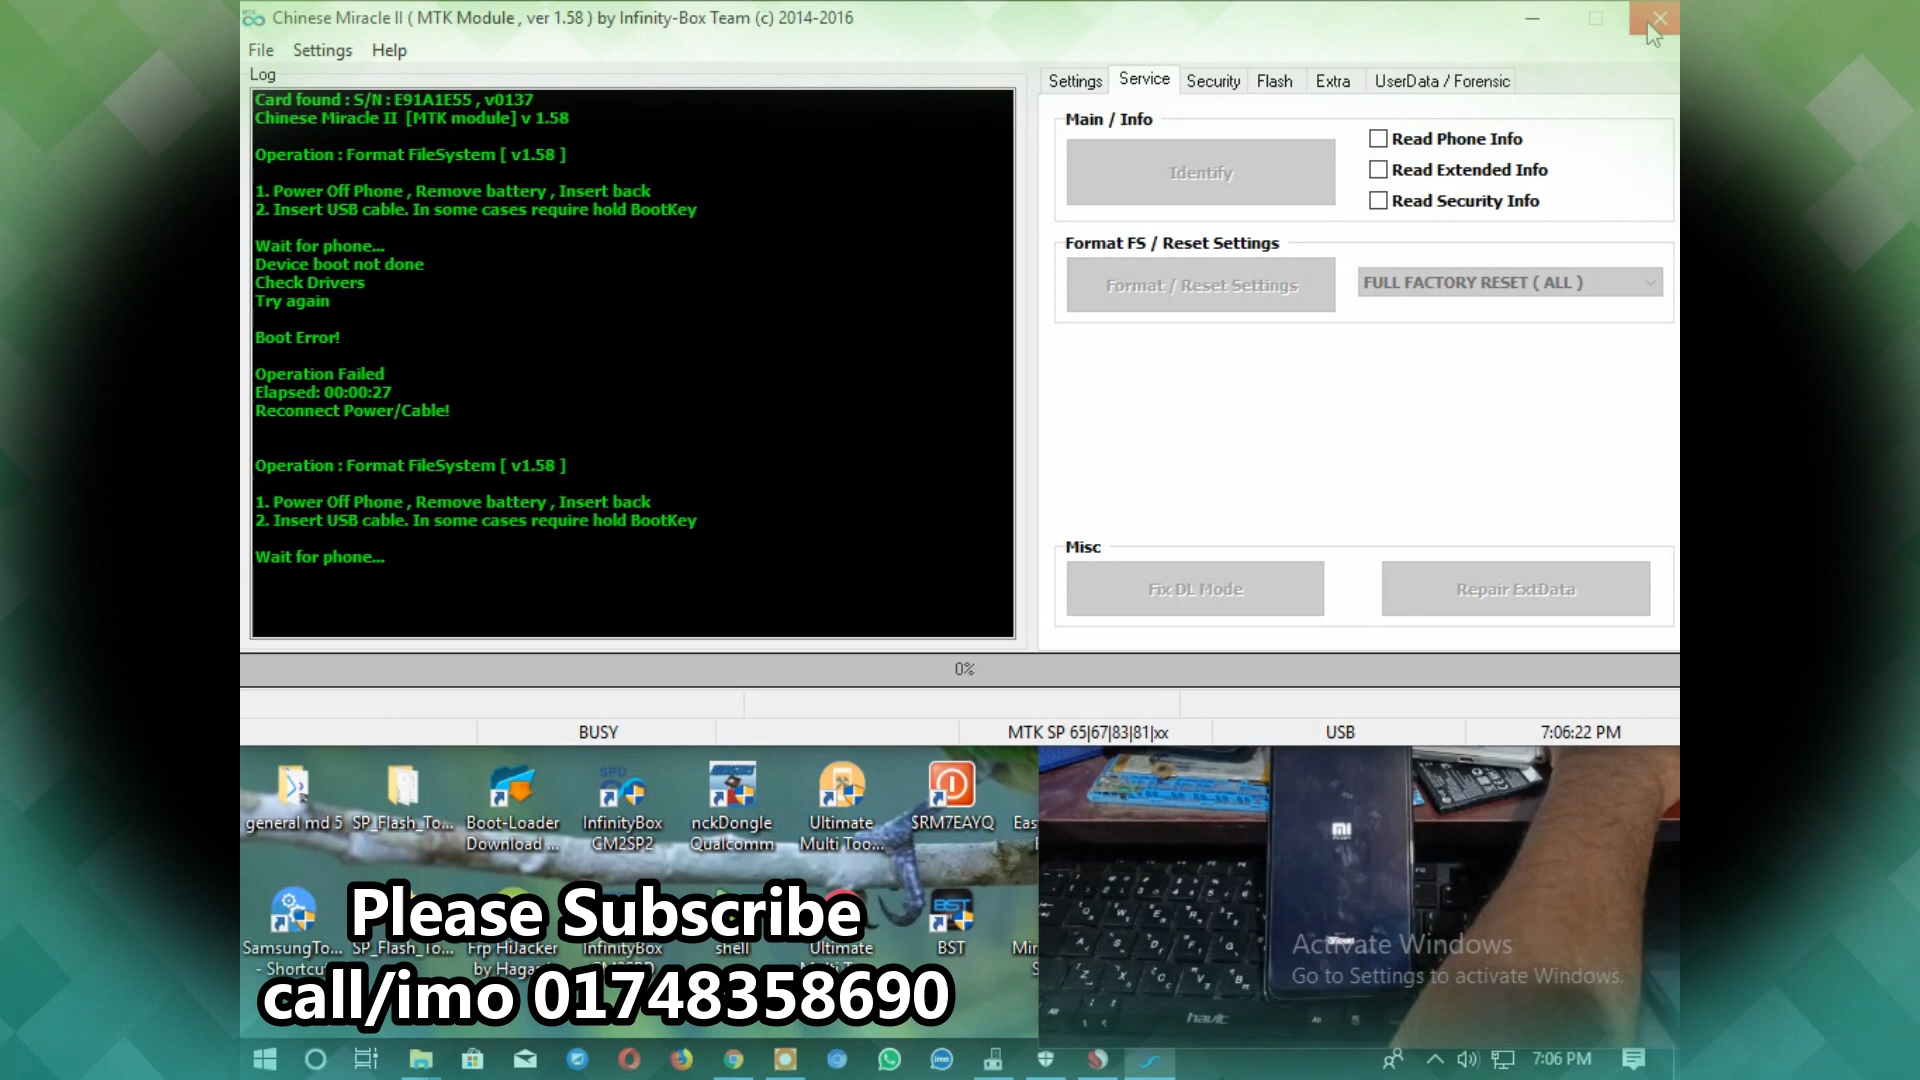 Chinese Miracle II ( MTK Module , ver 1.58 ) by Infinity-Box Team (c) 2014-2016
File Settings Help
Log
Card found : S/N : E91A1E55 , v0137
Chinese Miracle II [MTK module] v 1.58
Operation : Format FileSystem [ v1.58 ]
1. Power Off Phone , Remove battery , Insert back
2. Insert USB cable. In some cases require hold BootKey
Wait for phone...
Device boot not done
Check Drivers
Try again
Boot Error!
Operation Failed
Elapsed: 00:00:27
Reconnect Power/Cable!
Operation : Format FileSystem [ v1.58 ]
1. Power Off Phone , Remove battery , Insert back
2. Insert USB cable. In some cases require hold BootKey
Wait for phone...
Settings Service Security Flash Extra UserData / Forensic
Main / Info
Identify
Read Phone Info
Read Extended Info
Read Security Info
Format FS / Reset Settings
Format / Reset Settings
FULL FACTORY RESET ( ALL )
Misc
Fix DL Mode
Repair ExtData
0%
BUSY
MTK SP 65|67|83|81|xx
USB
7:06:22 PM
general md 5
SP_Flash_To...
Boot-Loader
Download ...
SPD
InfinityBox
CM2SP2
nckDongle
Qualcomm
Ultimate
Multi Too...
$RM7EAYQ
Eas
SamsungTo...
- Shortcu
SP_Flash_To...
Frp HiJacker
by Hagar
InfinityBox
shell
Ultimate
BST
BST
Mir
Please Subscribe
call/imo 01748358690
mi
havit
Activate Windows
Go to Settings to activate Windows.
imo
7:06 PM